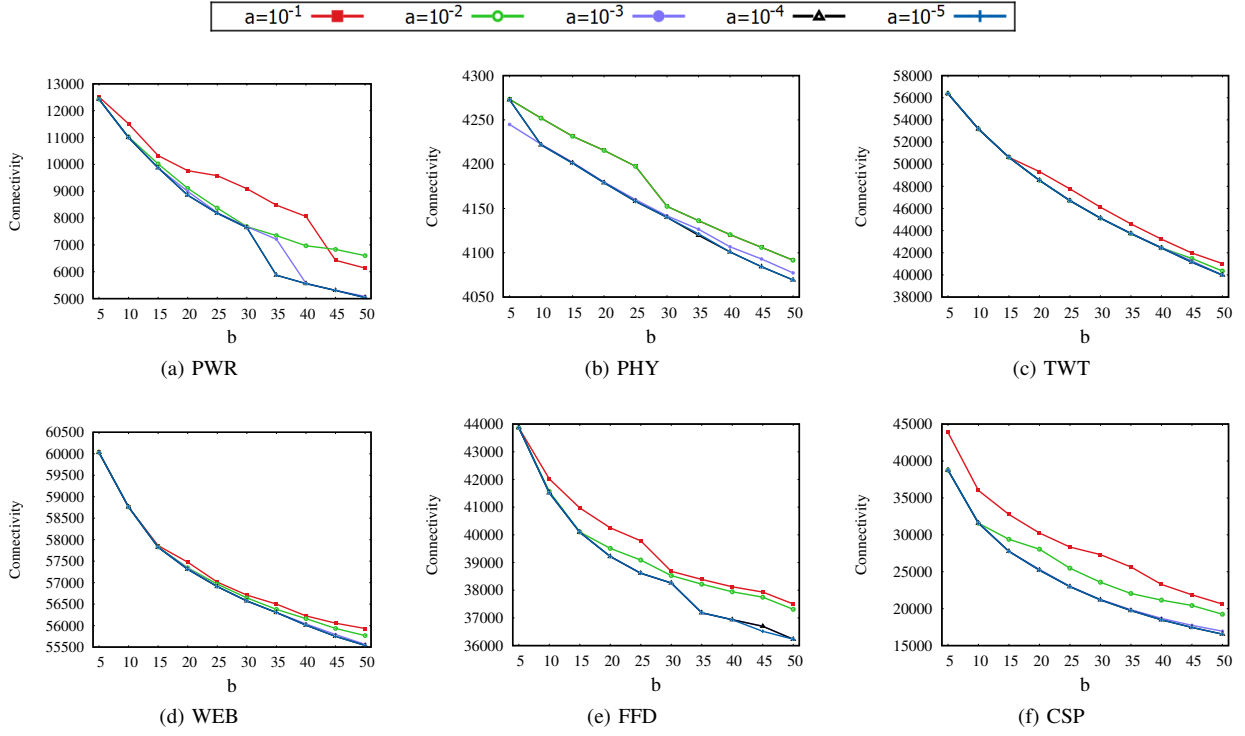 a=10-1 a=10-2 a=10-3 a=10-4 a=10-5
13000
12000
11000
10000
9000
8000
7000
6000
5000
Connectivity
5 10 15 20 25 30 35 40 45 50
b
(a) PWR
4300
4250
4200
4150
4100
4050
Connectivity
5 10 15 20 25 30 35 40 45 50
b
(b) PHY
58000
56000
54000
52000
50000
48000
46000
44000
42000
40000
38000
Connectivity
5 10 15 20 25 30 35 40 45 50
b
(c) TWT
60500
60000
59500
59000
58500
58000
57500
57000
56500
56000
55500
Connectivity
5 10 15 20 25 30 35 40 45 50
b
(d) WEB
44000
43000
42000
41000
40000
39000
38000
37000
36000
Connectivity
5 10 15 20 25 30 35 40 45 50
b
(e) FFD
45000
40000
35000
30000
25000
20000
15000
Connectivity
5 10 15 20 25 30 35 40 45 50
b
(f) CSP